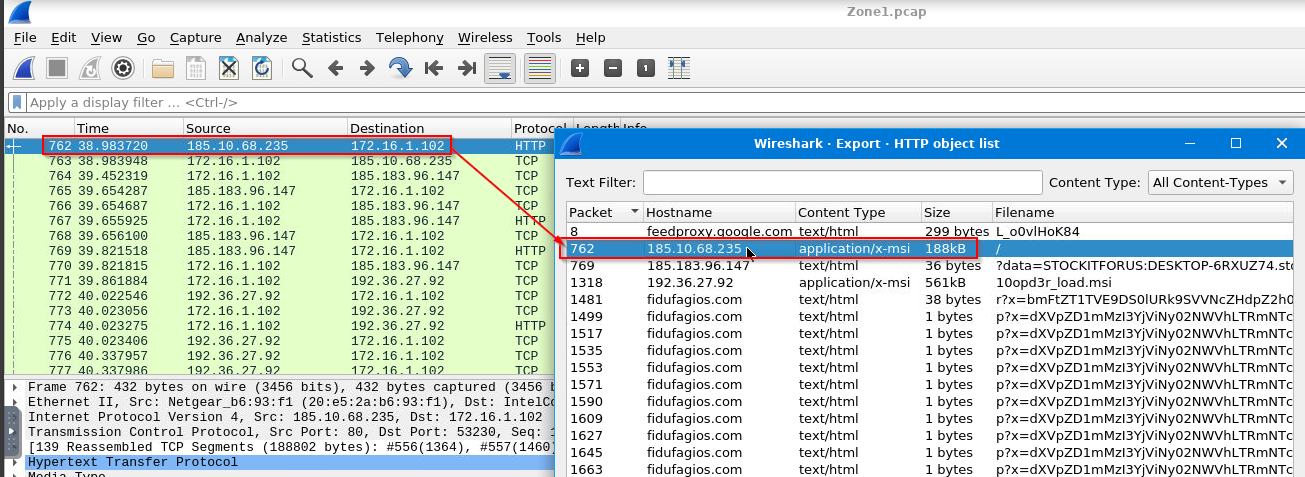 Zone1.pcap
File Edit View Go Capture Analyze Statistics Telephony Wireless Tools Help
Apply a display filter … <Ctrl-/>
No. Time Source Destination Protocol Length Info
762 38.983720 185.10.68.235 172.16.1.102 HTTP
763 38.983948 172.16.1.102 185.10.68.235 TCP
764 39.452319 172.16.1.102 185.183.96.147 TCP
765 39.654287 185.183.96.147 172.16.1.102 TCP
766 39.654687 172.16.1.102 185.183.96.147 TCP
767 39.655925 172.16.1.102 185.183.96.147 HTTP
768 39.656100 185.183.96.147 172.16.1.102 TCP
769 39.821518 185.183.96.147 172.16.1.102 HTTP
770 39.821815 172.16.1.102 185.183.96.147 TCP
771 39.861884 172.16.1.102 192.36.27.92 TCP
772 40.022546 192.36.27.92 172.16.1.102 TCP
773 40.023056 172.16.1.102 192.36.27.92 TCP
774 40.023275 172.16.1.102 192.36.27.92 HTTP
775 40.023406 192.36.27.92 172.16.1.102 TCP
776 40.337957 192.36.27.92 172.16.1.102 TCP
777 40.337986 192.36.27.92 172.16.1.102 TCP
Frame 762: 432 bytes on wire (3456 bits), 432 bytes captured (3456 b
Ethernet II, Src: Netgear_b6:93:f1 (20:e5:2a:b6:93:f1), Dst: IntelCo
Internet Protocol Version 4, Src: 185.10.68.235, Dst: 172.16.1.102
Transmission Control Protocol, Src Port: 80, Dst Port: 53230, Seq: 1
[139 Reassembled TCP Segments (188802 bytes): #556(1364), #557(1460)
Hypertext Transfer Protocol
Media Type
Wireshark · Export · HTTP object list
Text Filter: Content Type: All Content-Types
Packet Hostname Content Type Size Filename
8 feedproxy.google.com text/html 299 bytes L_o0vlHoK84
762 185.10.68.235 application/x-msi 188kB /
769 185.183.96.147 text/html 36 bytes ?data=STOCKITFORUS:DESKTOP-6RXUZ74.sto
1318 192.36.27.92 application/x-msi 561kB 10opd3r_load.msi
1481 fidufagios.com text/html 38 bytes r?x=bmFtZT1TVE9DS0lURk9SVVNcZHdpZ2h0
1499 fidufagios.com text/html 1 bytes p?x=dXVpZD1mMzI3YjViNy02NWVhLTRmNTc
1517 fidufagios.com text/html 1 bytes p?x=dXVpZD1mMzI3YjViNy02NWVhLTRmNTc
1535 fidufagios.com text/html 1 bytes p?x=dXVpZD1mMzI3YjViNy02NWVhLTRmNTc
1553 fidufagios.com text/html 1 bytes p?x=dXVpZD1mMzI3YjViNy02NWVhLTRmNTc
1571 fidufagios.com text/html 1 bytes p?x=dXVpZD1mMzI3YjViNy02NWVhLTRmNTc
1590 fidufagios.com text/html 1 bytes p?x=dXVpZD1mMzI3YjViNy02NWVhLTRmNTc
1609 fidufagios.com text/html 1 bytes p?x=dXVpZD1mMzI3YjViNy02NWVhLTRmNTc
1627 fidufagios.com text/html 1 bytes p?x=dXVpZD1mMzI3YjViNy02NWVhLTRmNTc
1645 fidufagios.com text/html 1 bytes p?x=dXVpZD1mMzI3YjViNy02NWVhLTRmNTc
1663 fidufagios.com text/html 1 bytes p?x=dXVpZD1mMzI3YjViNy02NWVhLTRmNTc